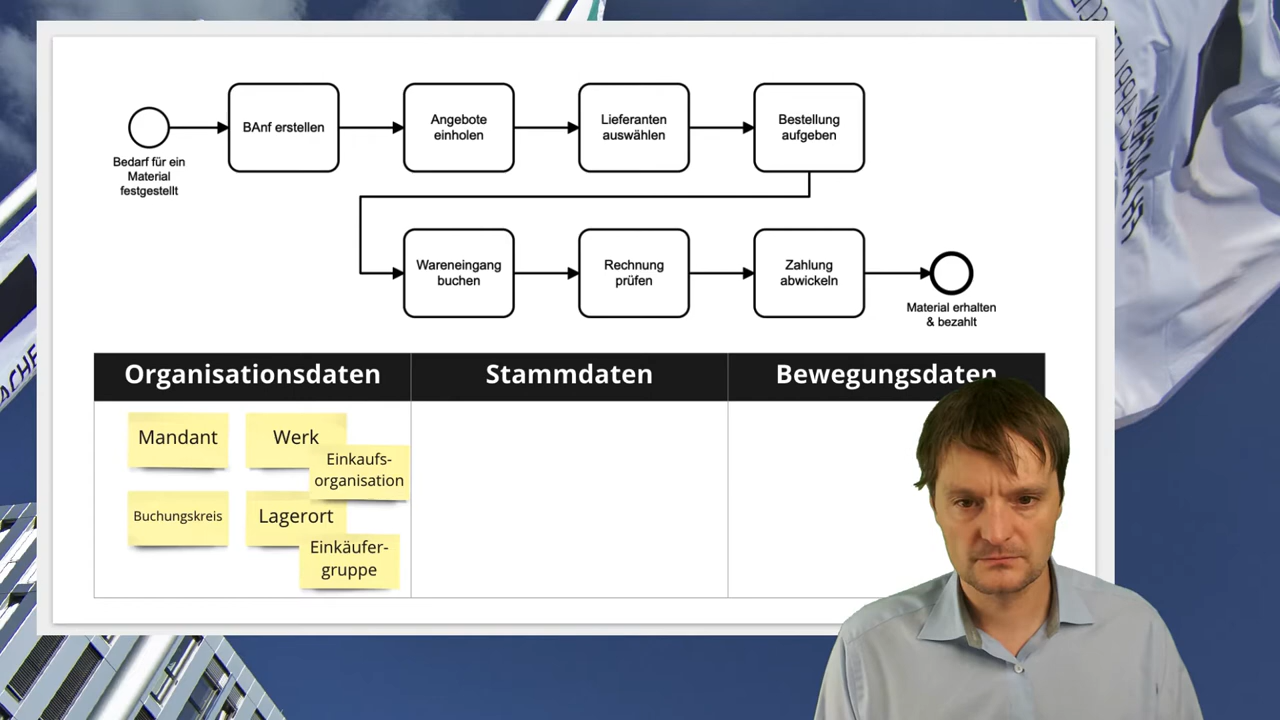 BAnf erstellen
Angebote
einholen
Lieferanten
auswählen
Bestellung
aufgeben
Bedarf für ein
Material
festgestellt
Wareneingang
buchen
Rechnung
prüfen
Zahlung
abwickeln
Material erhalten
& bezahlt
Organisationsdaten
Stammdaten
Bewegungsdaten
Mandant
Werk
Einkaufs-
organisation
Buchungskreis
Lagerort
Einkäufer-
gruppe
ACHE